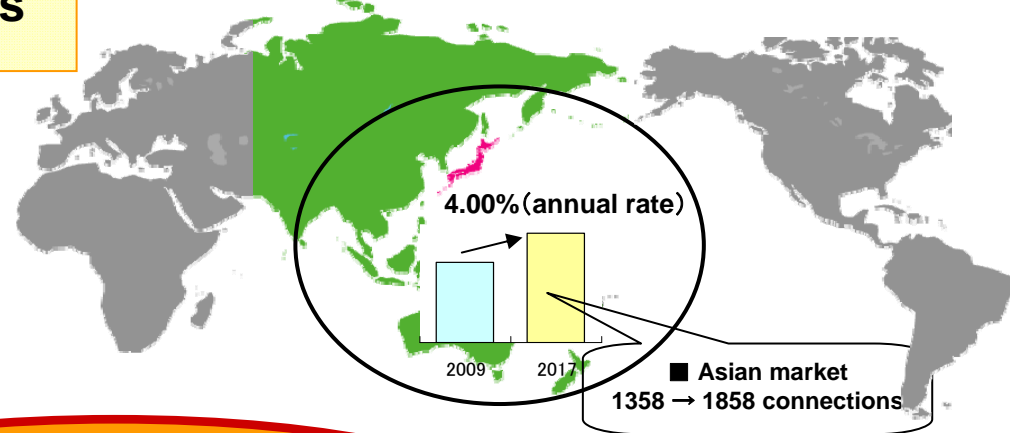 s
4.00%（annual rate）
2009 2017
■ Asian market
1358 → 1858 connections